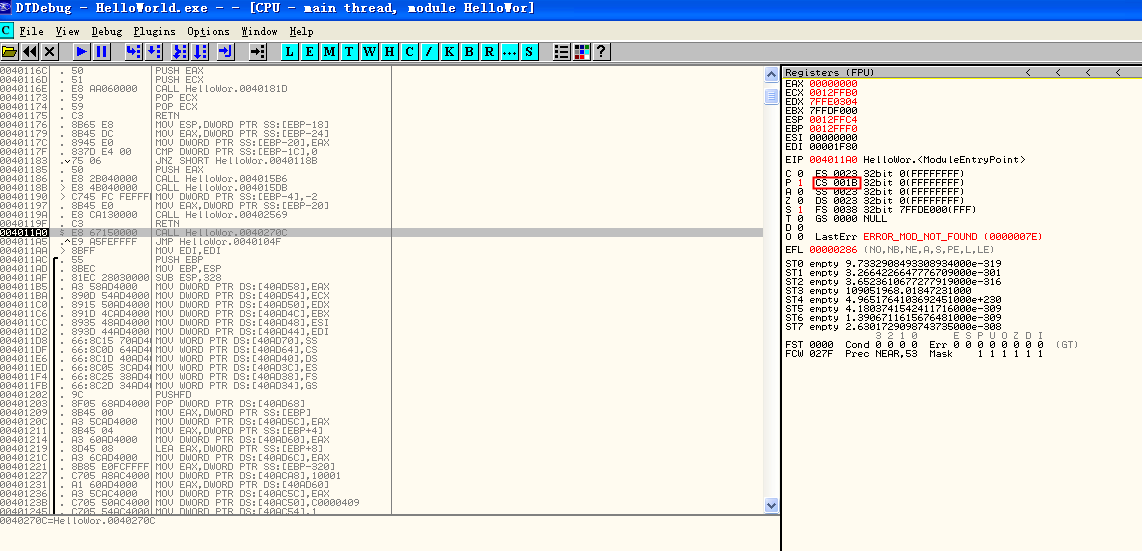 DTDebug - HelloWorld.exe - - [CPU - main thread, module HelloWor]
C File View Debug Plugins Options Window Help
L E M T W H C / K B R ... S ?
0040116C . 50 PUSH EAX
0040116D . 51 PUSH ECX
0040116E . E8 AA060000 CALL HelloWor.0040181D
00401173 . 59 POP ECX
00401174 . 59 POP ECX
00401175 . C3 RETN
00401176 . 8B65 E8 MOV ESP,DWORD PTR SS:[EBP-18]
00401179 . 8B45 DC MOV EAX,DWORD PTR SS:[EBP-24]
0040117C . 8945 E0 MOV DWORD PTR SS:[EBP-20],EAX
0040117F . 837D E4 00 CMP DWORD PTR SS:[EBP-1C],0
00401183 . 75 06 JNZ SHORT HelloWor.0040118B
00401185 . 50 PUSH EAX
00401186 . E8 2B040000 CALL HelloWor.004015B6
0040118B > E8 4B040000 CALL HelloWor.004015DB
00401190 > C745 FC FEFFFF MOV DWORD PTR SS:[EBP-4],-2
00401197 . 8B45 E0 MOV EAX,DWORD PTR SS:[EBP-20]
0040119A . E8 CA130000 CALL HelloWor.00402569
0040119F . C3 RETN
004011A0 $ E8 67150000 CALL HelloWor.0040270C
004011A5 .^E9 A5FEFFFF JMP HelloWor.0040104F
004011AA > 8BFF MOV EDI,EDI
004011AC . 55 PUSH EBP
004011AD . 8BEC MOV EBP,ESP
004011AF . 81EC 28030000 SUB ESP,328
004011B5 . A3 58AD4000 MOV DWORD PTR DS:[40AD58],EAX
004011BA . 890D 54AD4000 MOV DWORD PTR DS:[40AD54],ECX
004011C0 . 8915 50AD4000 MOV DWORD PTR DS:[40AD50],EDX
004011C6 . 891D 4CAD4000 MOV DWORD PTR DS:[40AD4C],EBX
004011CC . 8935 48AD4000 MOV DWORD PTR DS:[40AD48],ESI
004011D2 . 893D 44AD4000 MOV DWORD PTR DS:[40AD44],EDI
004011D8 . 66:8C15 70AD4 MOV WORD PTR DS:[40AD70],SS
004011DF . 66:8C0D 64AD4 MOV WORD PTR DS:[40AD64],CS
004011E6 . 66:8C1D 40AD4 MOV WORD PTR DS:[40AD40],DS
004011ED . 66:8C05 3CAD4 MOV WORD PTR DS:[40AD3C],ES
004011F4 . 66:8C25 38AD4 MOV WORD PTR DS:[40AD38],FS
004011FB . 66:8C2D 34AD4 MOV WORD PTR DS:[40AD34],GS
00401202 . 9C PUSHFD
00401203 . 8F05 68AD4000 POP DWORD PTR DS:[40AD68]
00401209 . 8B45 00 MOV EAX,DWORD PTR SS:[EBP]
0040120C . A3 5CAD4000 MOV DWORD PTR DS:[40AD5C],EAX
00401211 . 8B45 04 MOV EAX,DWORD PTR SS:[EBP+4]
00401214 . A3 60AD4000 MOV DWORD PTR DS:[40AD60],EAX
00401219 . 8D45 08 LEA EAX,DWORD PTR SS:[EBP+8]
0040121C . A3 6CAD4000 MOV DWORD PTR DS:[40AD6C],EAX
00401221 . 8B85 E0FCFFFF MOV EAX,DWORD PTR SS:[EBP-320]
00401227 . C705 A8AC4000 MOV DWORD PTR DS:[40ACA8],10001
00401231 . A1 60AD4000 MOV EAX,DWORD PTR DS:[40AD60]
00401236 . A3 5CAC4000 MOV DWORD PTR DS:[40AC5C],EAX
0040123B . C705 50AC4000 MOV DWORD PTR DS:[40AC50],C0000409
00401245 . C705 54AC4000 MOV DWORD PTR DS:[40AC54],1
0040270C=HelloWor.0040270C
Registers (FPU) < < < <
EAX 00000000
ECX 0012FFB0
EDX 7FFE0304
EBX 7FFDF000
ESP 0012FFC4
EBP 0012FFF0
ESI 00000000
EDI 00001F80
EIP 004011A0 HelloWor.<ModuleEntryPoint>
C 0 ES 0023 32bit 0(FFFFFFFF)
P 1 CS 001B 32bit 0(FFFFFFFF)
A 0 SS 0023 32bit 0(FFFFFFFF)
Z 0 DS 0023 32bit 0(FFFFFFFF)
S 1 FS 0038 32bit 7FFDE000(FFF)
T 0 GS 0000 NULL
D 0
O 0 LastErr ERROR_MOD_NOT_FOUND (0000007E)
EFL 00000286 (NO,NB,NE,A,S,PE,L,LE)
ST0 empty 9.7332908493308934000e-319
ST1 empty 3.2664226647776709000e-301
ST2 empty 3.6523610677277919000e-316
ST3 empty 109051968.01847231000
ST4 empty 4.9651764103692451000e+230
ST5 empty 4.1803741542411716000e-309
ST6 empty 1.3906711615676481000e-309
ST7 empty 2.6301729098743735000e-308
3 2 1 0 E S P U O Z D I
FST 0000 Cond 0 0 0 0 Err 0 0 0 0 0 0 0 0 (GT)
FCW 027F Prec NEAR,53 Mask 1 1 1 1 1 1